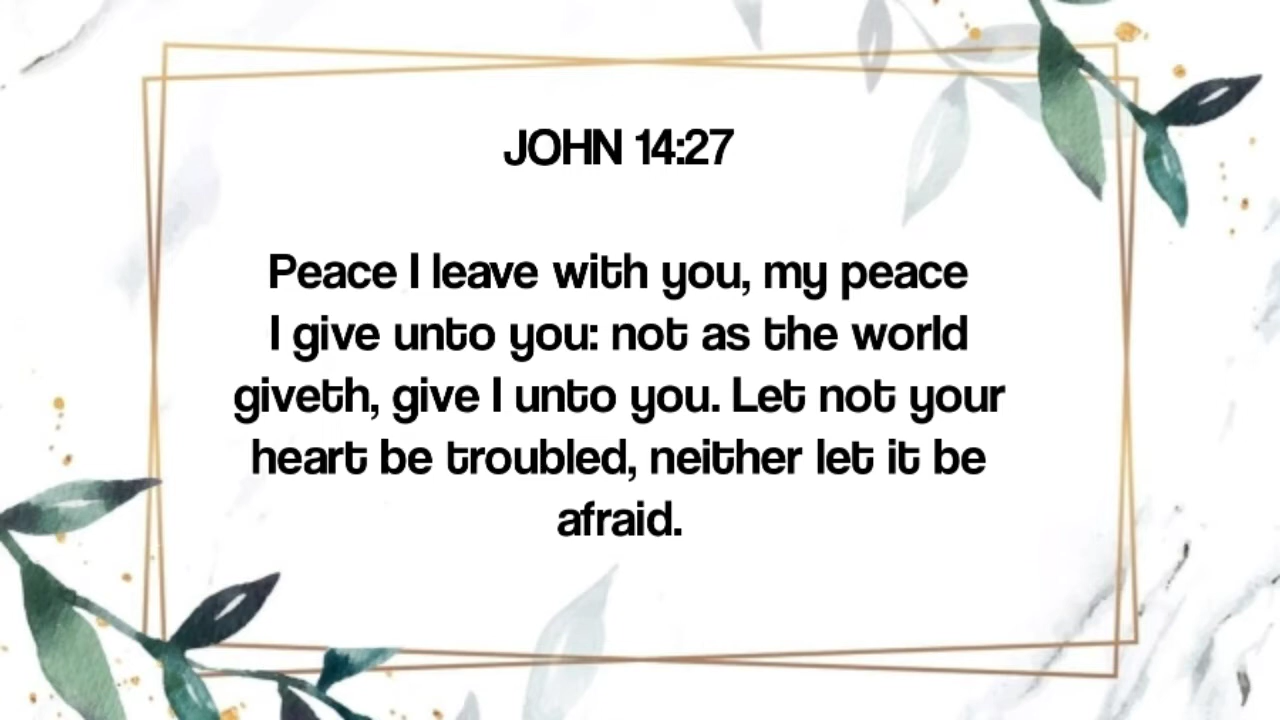 JOHN 14:27
Peace I leave with you, my peace
I give unto you: not as the world
giveth, give I unto you. Let not your
heart be troubled, neither let it be
afraid.